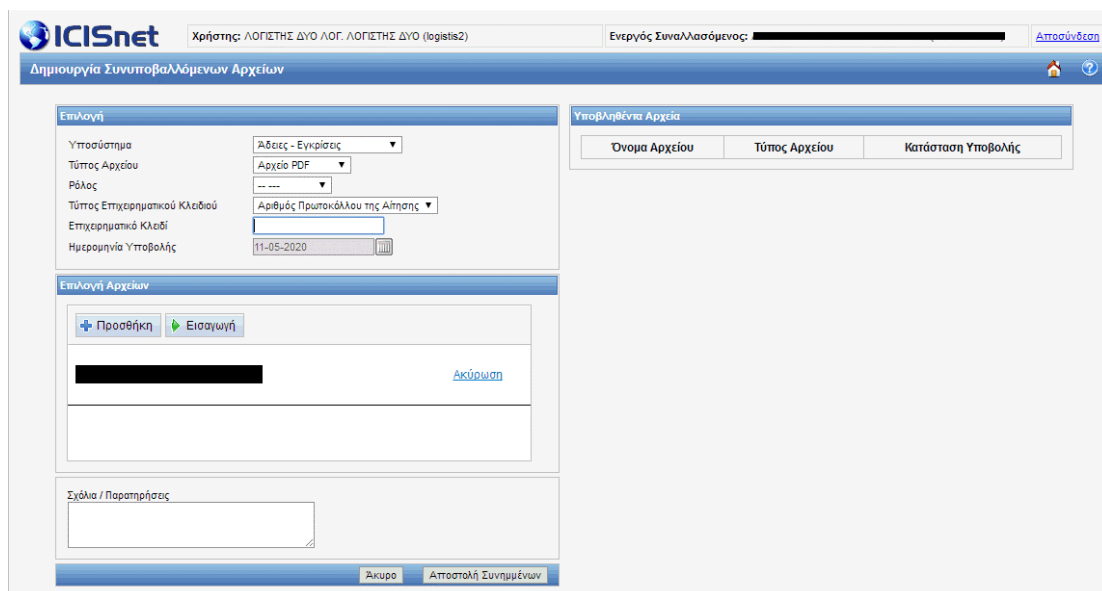 ICISnet Χρήστης: ΛΟΓΙΣΤΗΣ ΔΥΟ ΛΟΓ. ΛΟΓΙΣΤΗΣ ΔΥΟ (logistis2) Ενεργός Συναλλασόμενος: Αποσύνδεση
Δημιουργία Συνυποβαλλόμενων Αρχείων
Επιλογή
Υποσύστημα Άδειες - Εγκρίσεις
Τύπος Αρχείου Αρχείο PDF
Ρόλος -- ---
Τύπος Επιχειρηματικού Κλειδιού Αριθμός Πρωτοκόλλου της Αίτησης
Επιχειρηματικό Κλειδί
Ημερομηνία Υποβολής 11-05-2020
Υποβληθέντα Αρχεία
Όνομα Αρχείου Τύπος Αρχείου Κατάσταση Υποβολής
Επιλογή Αρχείων
Προσθήκη Εισαγωγή
Ακύρωση
Σχόλια / Παρατηρήσεις
Άκυρο Αποστολή Συνημμένων